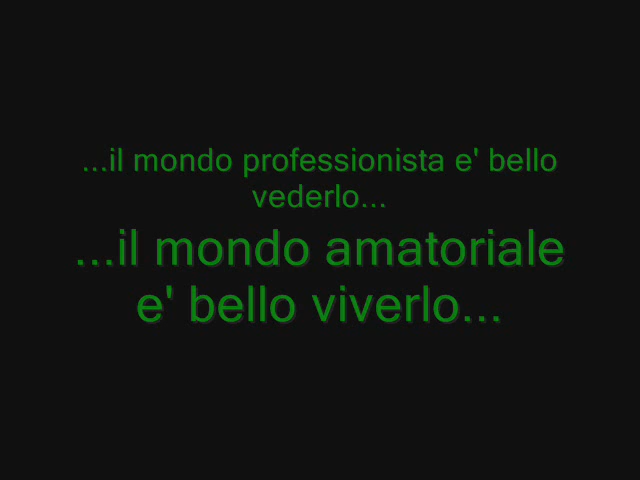 ...il mondo professionista e' bello
vederlo...
...il mondo amatoriale
e' bello viverlo...